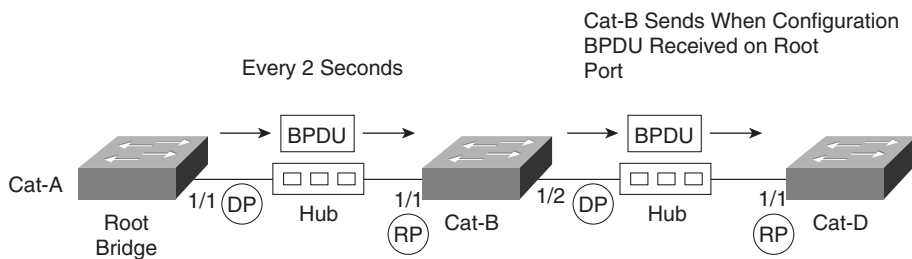 Cat-B Sends When Configuration
BPDU Received on Root
Port
Every 2 Seconds
BPDU
BPDU
Cat-A
1/1
DP
Hub
1/1
RP
Cat-B
1/2
DP
Hub
1/1
RP
Cat-D
Root
Bridge